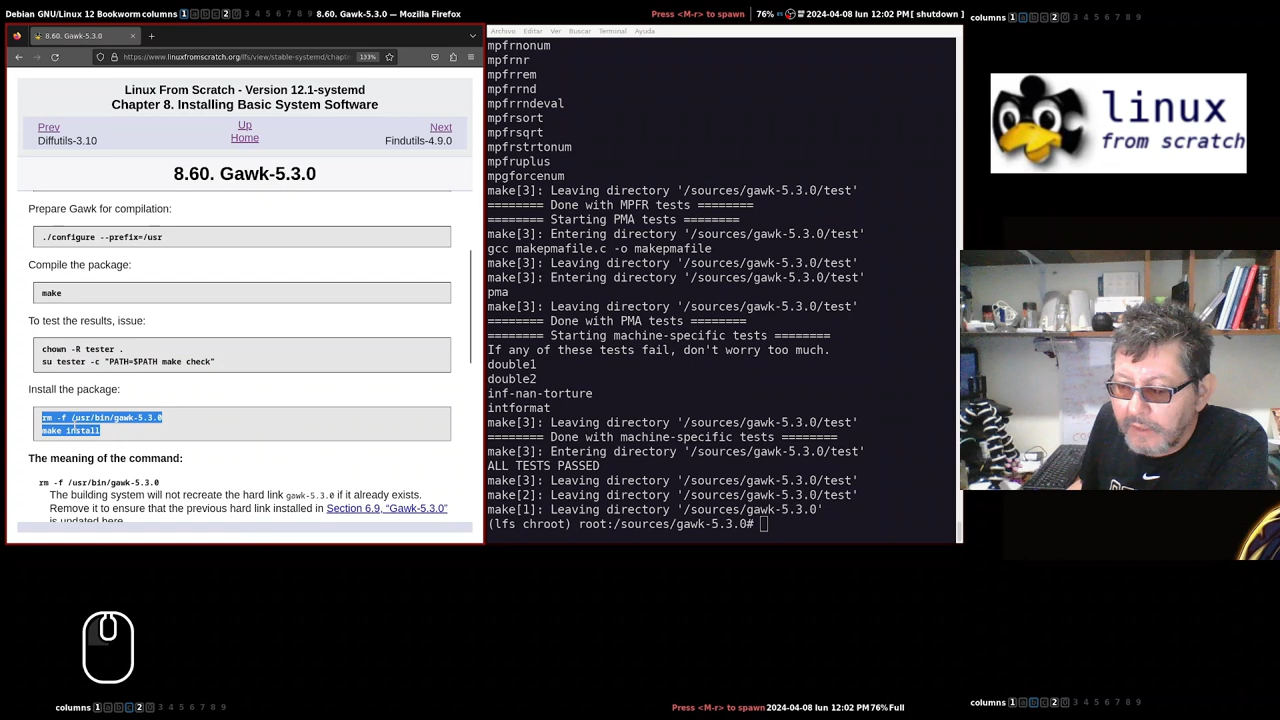 Debian GNU/Linux 12 Bookworm columns 1 a b c 2 0 3 4 5 6 7 8 9 8.60. Gawk-5.3.0 — Mozilla Firefox
Press <M-r> to spawn 76% 2024-04-08 lun 12:02 PM [ shutdown ]
columns 1 a b c 2 0 3 4 5 6 7 8 9
8.60. Gawk-5.3.0
https://www.linuxfromscratch.org/lfs/view/stable-systemd/chapt
133%
Linux From Scratch - Version 12.1-systemd
Chapter 8. Installing Basic System Software
Prev
Diffutils-3.10
Up
Home
Next
Findutils-4.9.0
8.60. Gawk-5.3.0
Prepare Gawk for compilation:
./configure --prefix=/usr
Compile the package:
make
To test the results, issue:
chown -R tester .
su tester -c "PATH=$PATH make check"
Install the package:
rm -f /usr/bin/gawk-5.3.0
make install
The meaning of the command:
rm -f /usr/bin/gawk-5.3.0
The building system will not recreate the hard link gawk-5.3.0 if it already exists.
Remove it to ensure that the previous hard link installed in Section 6.9, “Gawk-5.3.0”
is updated here.
Archivo Editar Ver Buscar Terminal Ayuda
mpfrnonum
mpfrnr
mpfrrem
mpfrrnd
mpfrrndeval
mpfrsort
mpfrsqrt
mpfrstrtonum
mpfruplus
mpgforcenum
make[3]: Leaving directory '/sources/gawk-5.3.0/test'
======== Done with MPFR tests ========
======== Starting PMA tests ========
make[3]: Entering directory '/sources/gawk-5.3.0/test'
gcc makepmafile.c -o makepmafile
make[3]: Leaving directory '/sources/gawk-5.3.0/test'
make[3]: Entering directory '/sources/gawk-5.3.0/test'
pma
make[3]: Leaving directory '/sources/gawk-5.3.0/test'
======== Done with PMA tests ========
======== Starting machine-specific tests ========
If any of these tests fail, don't worry too much.
double1
double2
inf-nan-torture
intformat
make[3]: Leaving directory '/sources/gawk-5.3.0/test'
======== Done with machine-specific tests ========
make[3]: Entering directory '/sources/gawk-5.3.0/test'
ALL TESTS PASSED
make[3]: Leaving directory '/sources/gawk-5.3.0/test'
make[2]: Leaving directory '/sources/gawk-5.3.0/test'
make[1]: Leaving directory '/sources/gawk-5.3.0'
(lfs chroot) root:/sources/gawk-5.3.0#
linux
from scratch
columns 1 a b c 2 0 3 4 5 6 7 8 9
Press <M-r> to spawn 2024-04-08 lun 12:02 PM 76% Full
columns 1 a b c 2 0 3 4 5 6 7 8 9